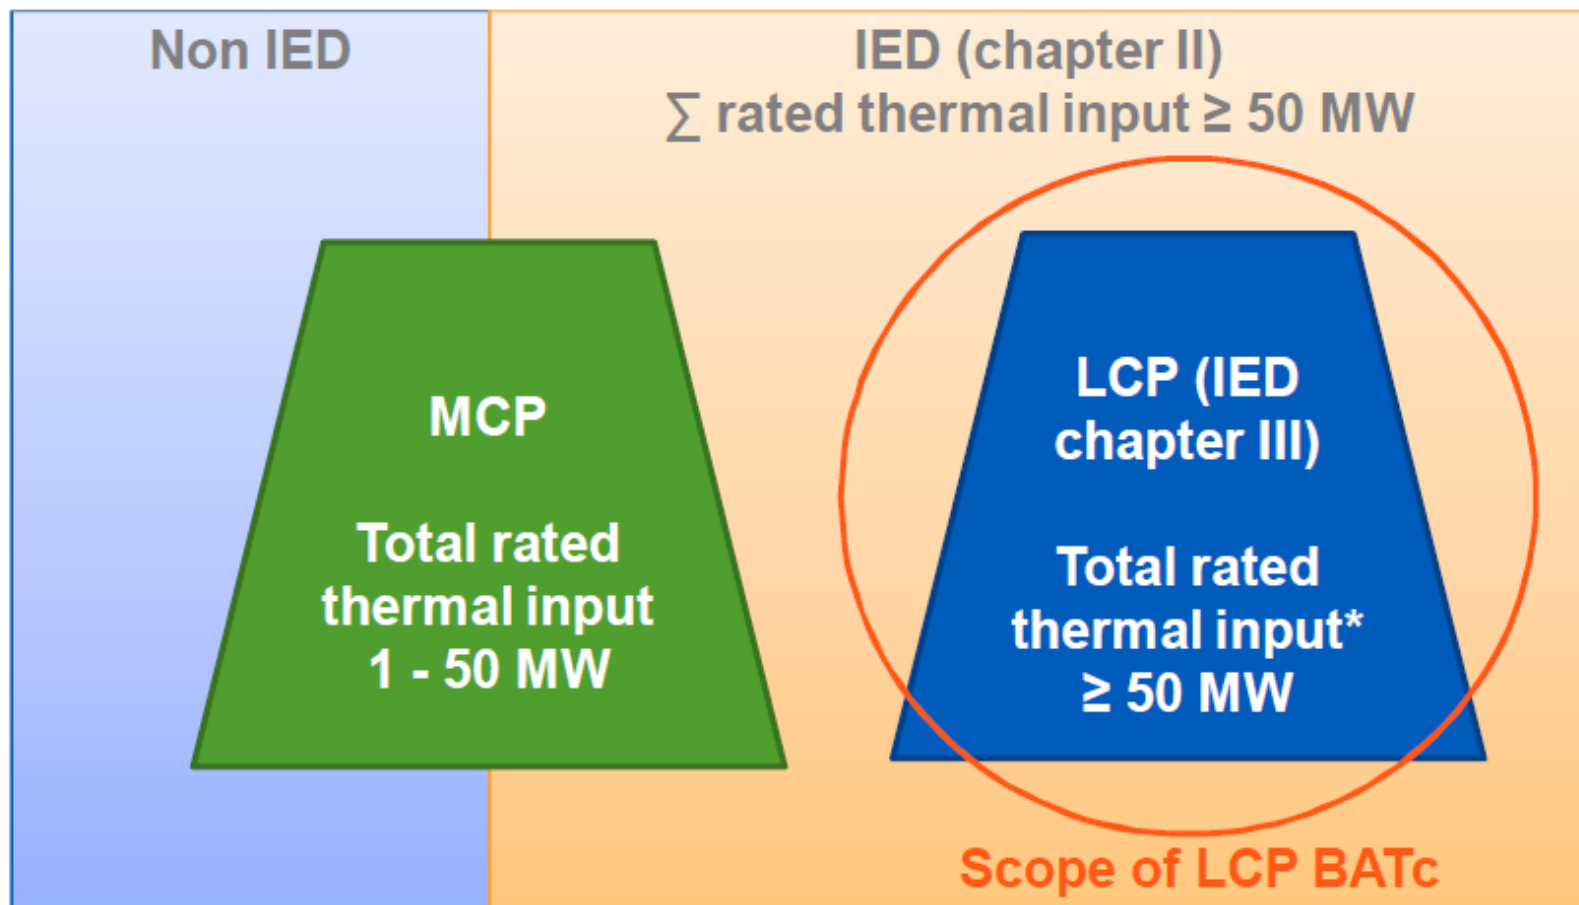 Non IED
IED (chapter II)
∑ rated thermal input ≥ 50 MW
MCP
Total rated
thermal input
1 - 50 MW
LCP (IED
chapter III)
Total rated
thermal input*
≥ 50 MW
Scope of LCP BATc